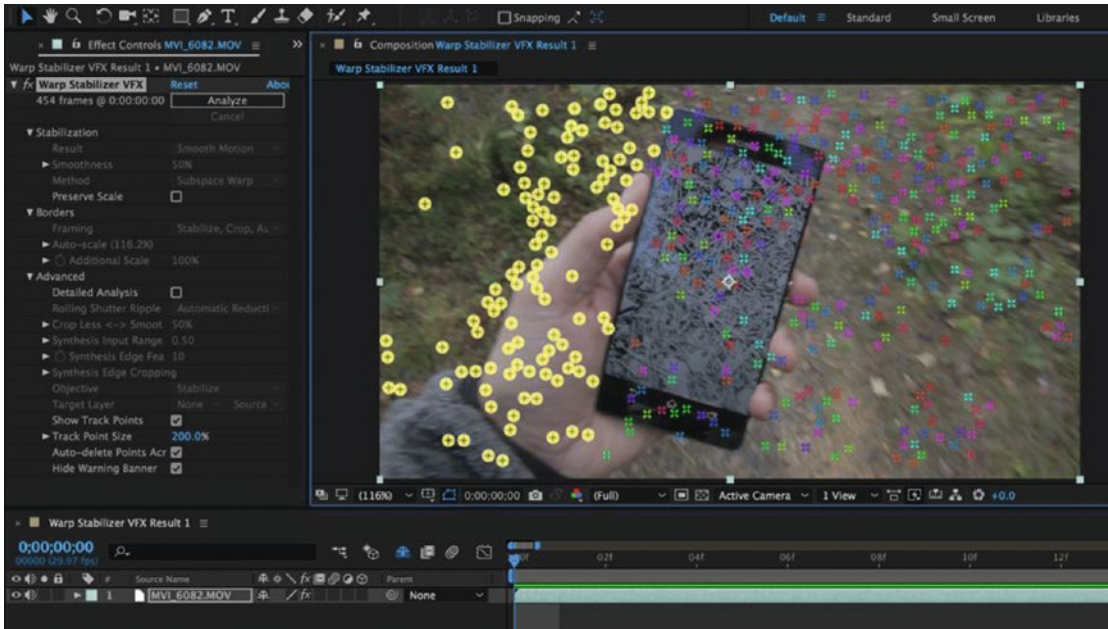 Snapping
Default
Standard
Small Screen
Libraries
Effect Controls MVI_6082.MOV
Composition Warp Stabilizer VFX Result 1
Warp Stabilizer VFX Result 1 • MVI_6082.MOV
Warp Stabilizer VFX Result 1
fx Warp Stabilizer VFX Reset Abou
454 frames @ 0:00:00:00 Analyze
Cancel
Stabilization
Result Smooth Motion
Smoothness 50%
Method Subspace Warp
Preserve Scale
Borders
Framing Stabilize, Crop, Au
Auto-scale (116.2%)
Additional Scale 100%
Advanced
Detailed Analysis
Rolling Shutter Ripple Automatic Reducti
Crop Less <-> Smoot 50%
Synthesis Input Range 0.50
Synthesis Edge Fea 10
Synthesis Edge Cropping
Objective Stabilize
Target Layer None Source
Show Track Points
Track Point Size 200.0%
Auto-delete Points Acr
Hide Warning Banner
(116%) 0;00;00;00 (Full) Active Camera 1 View +0.0
Warp Stabilizer VFX Result 1
0;00;00;00
00000 (29.97 fps)
02f 04f 06f 08f 10f 12f
# Source Name fx Parent
1 MVI_6082.MOV fx None